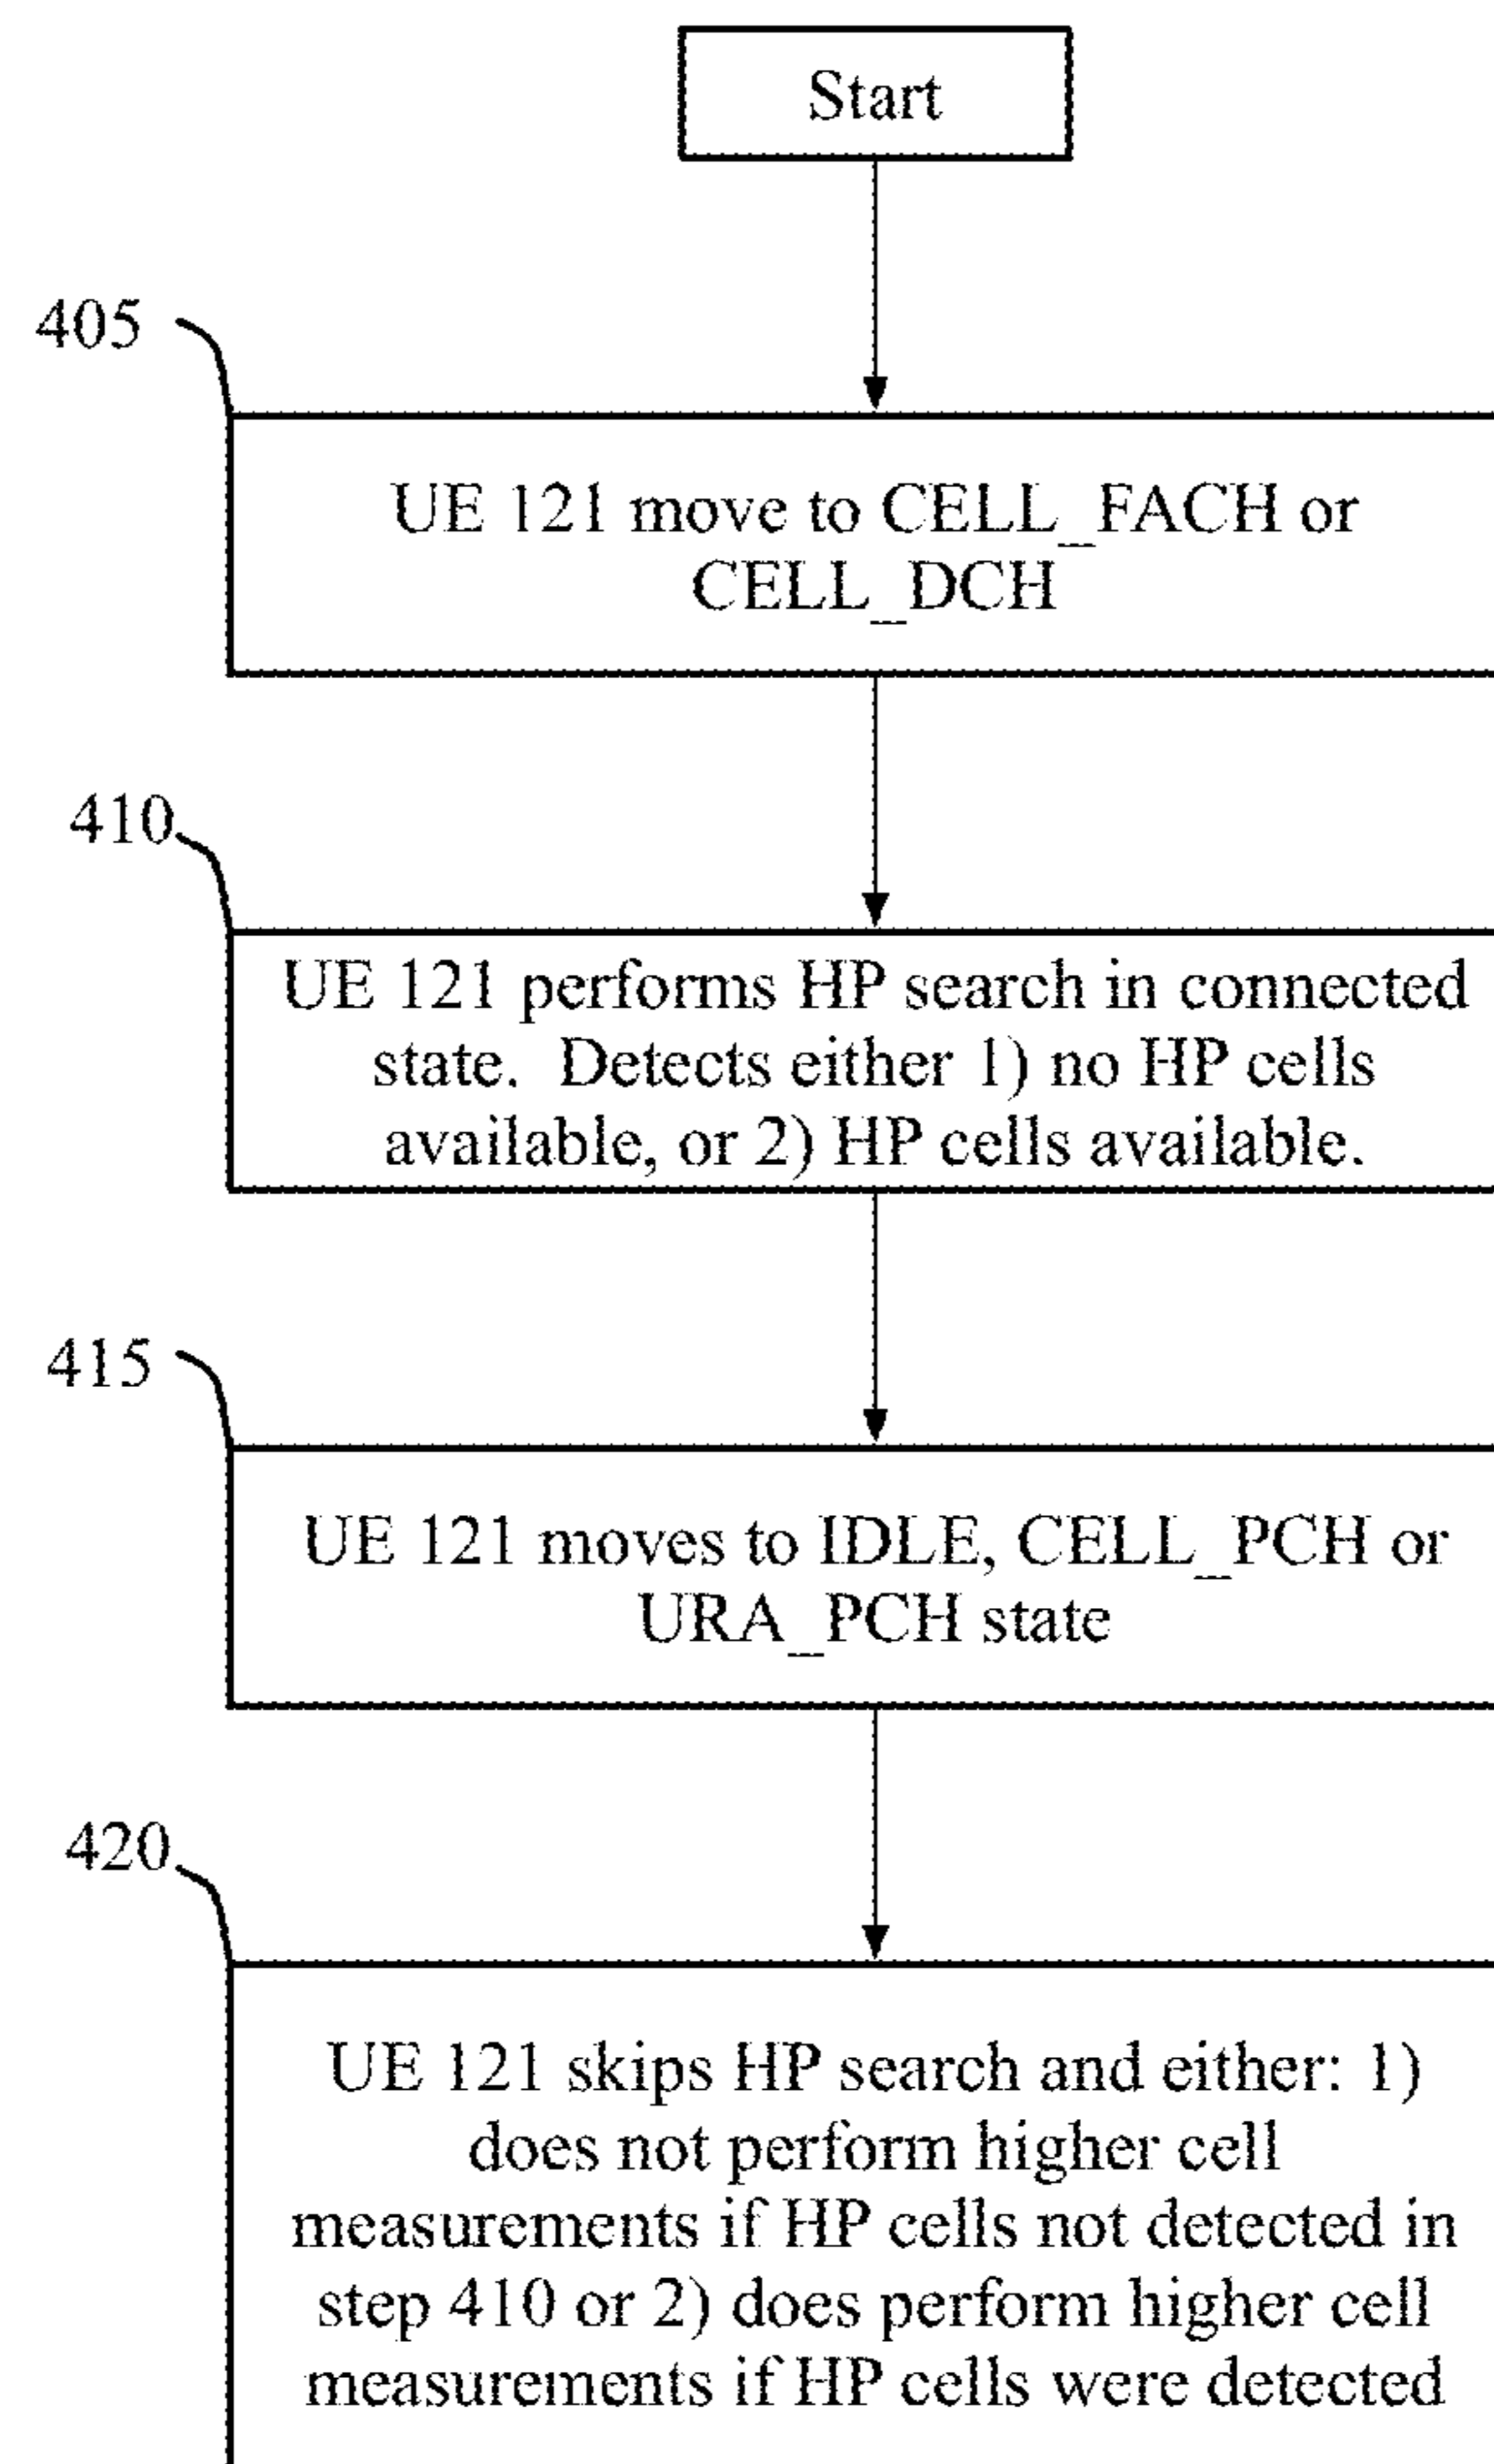 Start
405
UE 121 move to CELL_FACH or
CELL_DCH
410
UE 121 performs HP search in connected
state. Detects either 1) no HP cells
available, or 2) HP cells available.
415
UE 121 moves to IDLE, CELL_PCH or
URA_PCH state
420
UE 121 skips HP search and either: 1)
does not perform higher cell
measurements if HP cells not detected in
step 410 or 2) does perform higher cell
measurements if HP cells were detected